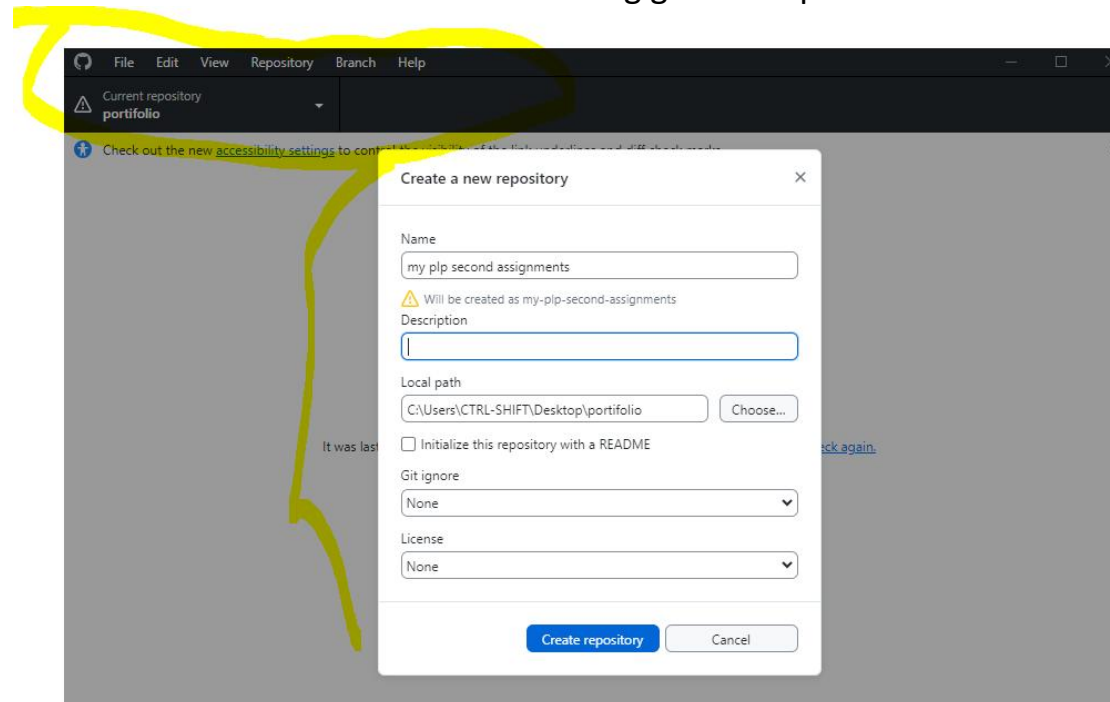 File Edit View Repository Branch Help
Current repository
portifolio
Check out the new accessibility settings to
Create a new repository
Name
my plp second assignments
Will be created as my-plp-second-assignments
Description
Local path
C:\Users\CTRL-SHIFT\Desktop\portifolio Choose...
It was last
Initialize this repository with a README
again.
Git ignore
None
License
None
Create repository Cancel